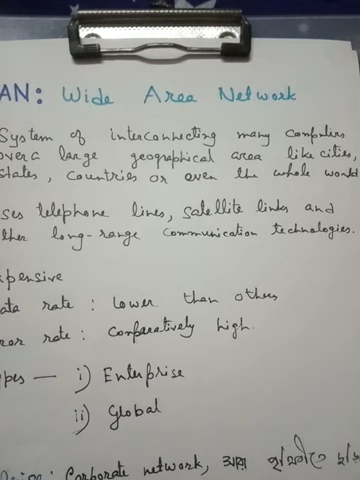 AN: Wide Area Network
System of interconnecting many computers
over a large geographical area like cities,
states, countries or even the whole world
ses telephone lines, satellite links and
ther long-range communication technologies.
xpensive
ata rate: Lower than others
ror rate: Comparatively high.
ypes — i) Enterprise
ii) Global
: Corporate network,